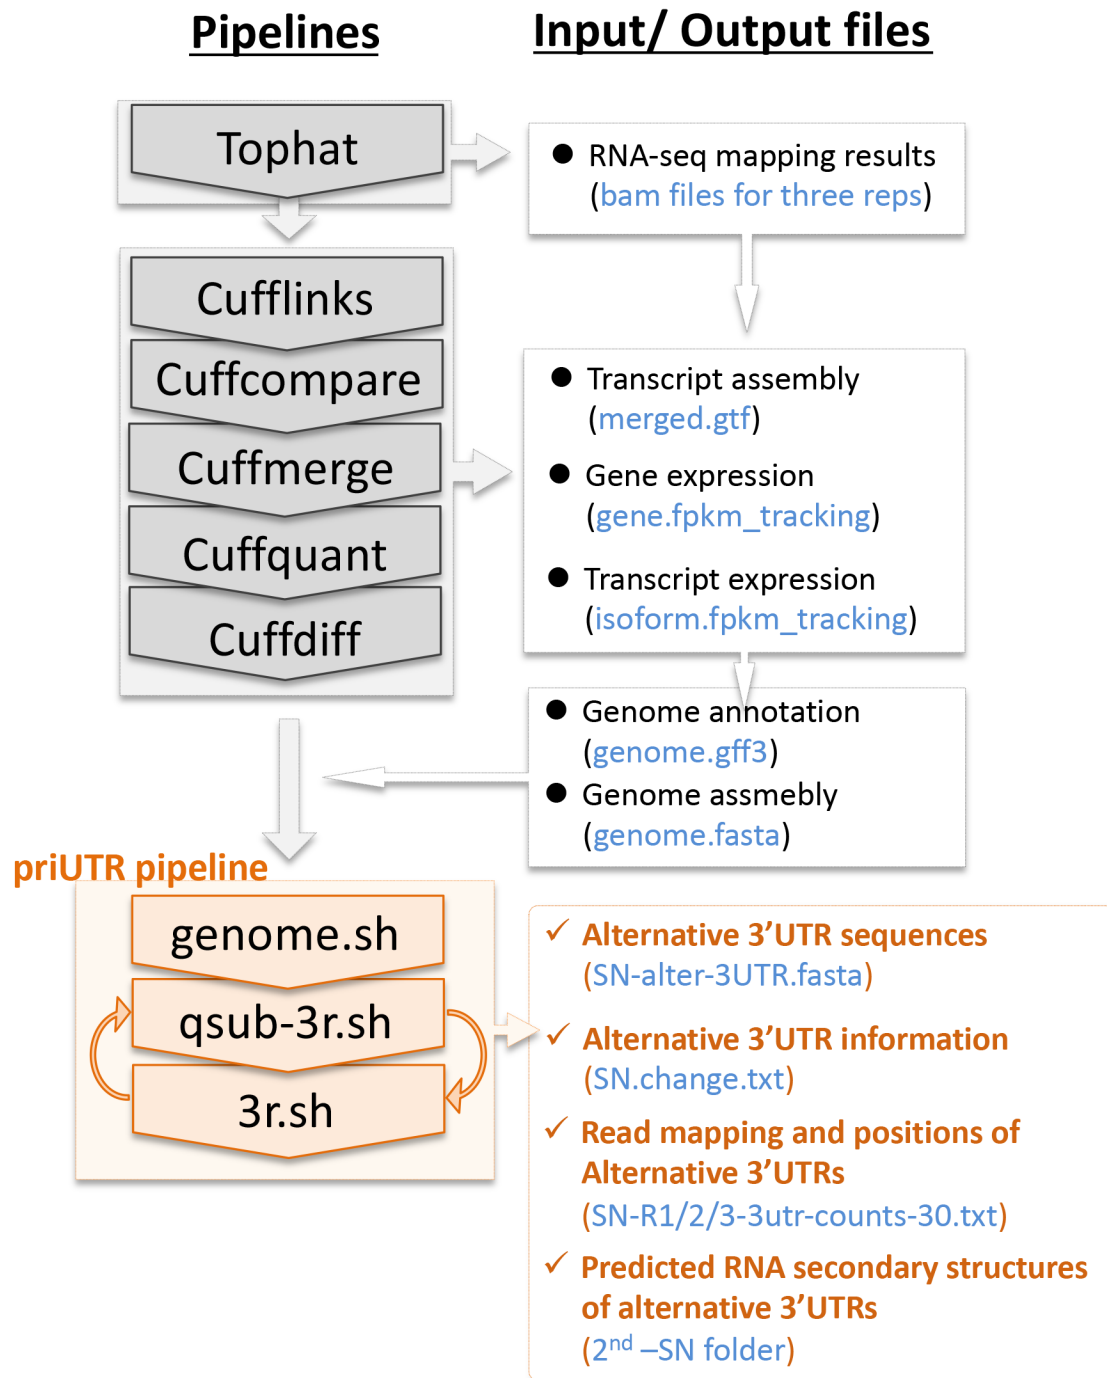 Pipelines
Input/ Output files
Tophat
● RNA-seq mapping results
(bam files for three reps)
Cufflinks
Cuffcompare
Cuffmerge
Cuffquant
Cuffdiff
● Transcript assembly
(merged.gtf)
● Gene expression
(gene.fpkm_tracking)
● Transcript expression
(isoform.fpkm_tracking)
● Genome annotation
(genome.gff3)
● Genome assmebly
(genome.fasta)
priUTR pipeline
genome.sh
qsub-3r.sh
3r.sh
✓ Alternative 3’UTR sequences
(SN-alter-3UTR.fasta)
✓ Alternative 3’UTR information
(SN.change.txt)
✓ Read mapping and positions of
Alternative 3’UTRs
(SN-R1/2/3-3utr-counts-30.txt)
✓ Predicted RNA secondary structures
of alternative 3’UTRs
(2nd –SN folder)